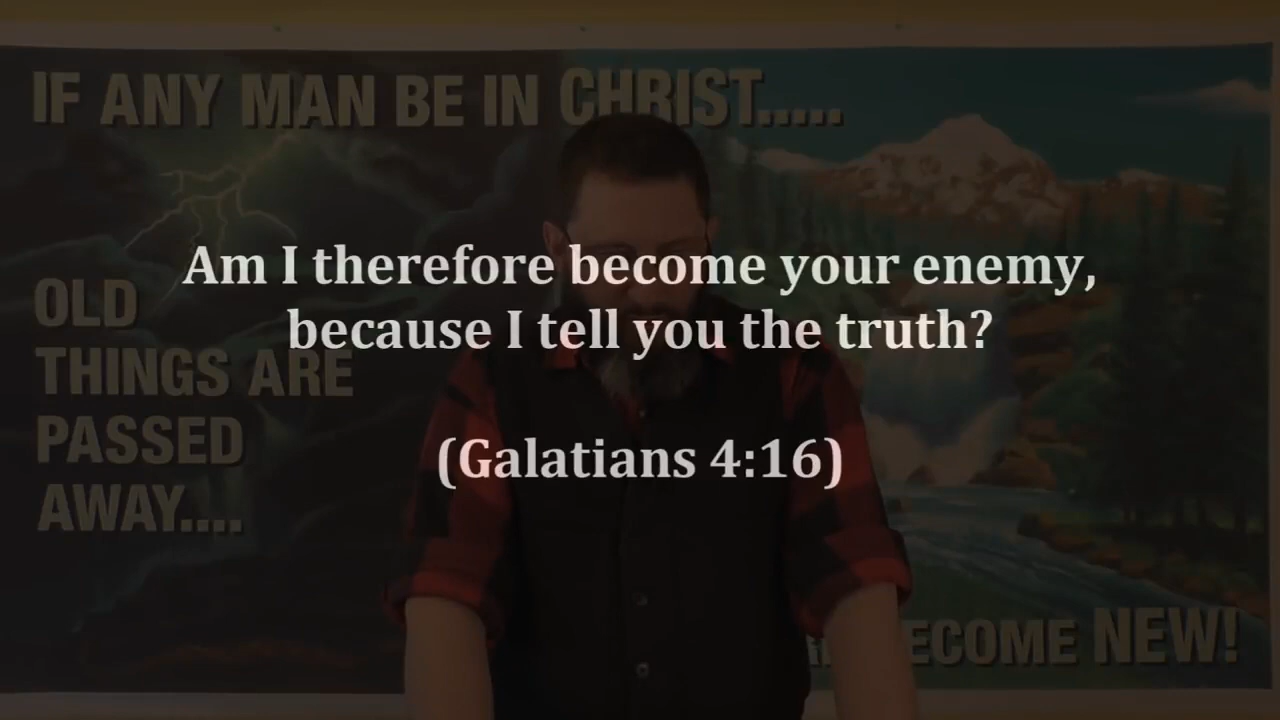 IF ANY MAN BE IN CHRIST.....
Am I therefore become your enemy,
because I tell you the truth?
(Galatians 4:16)
OLD
THINGS ARE
PASSED
AWAY....
BECOME NEW!